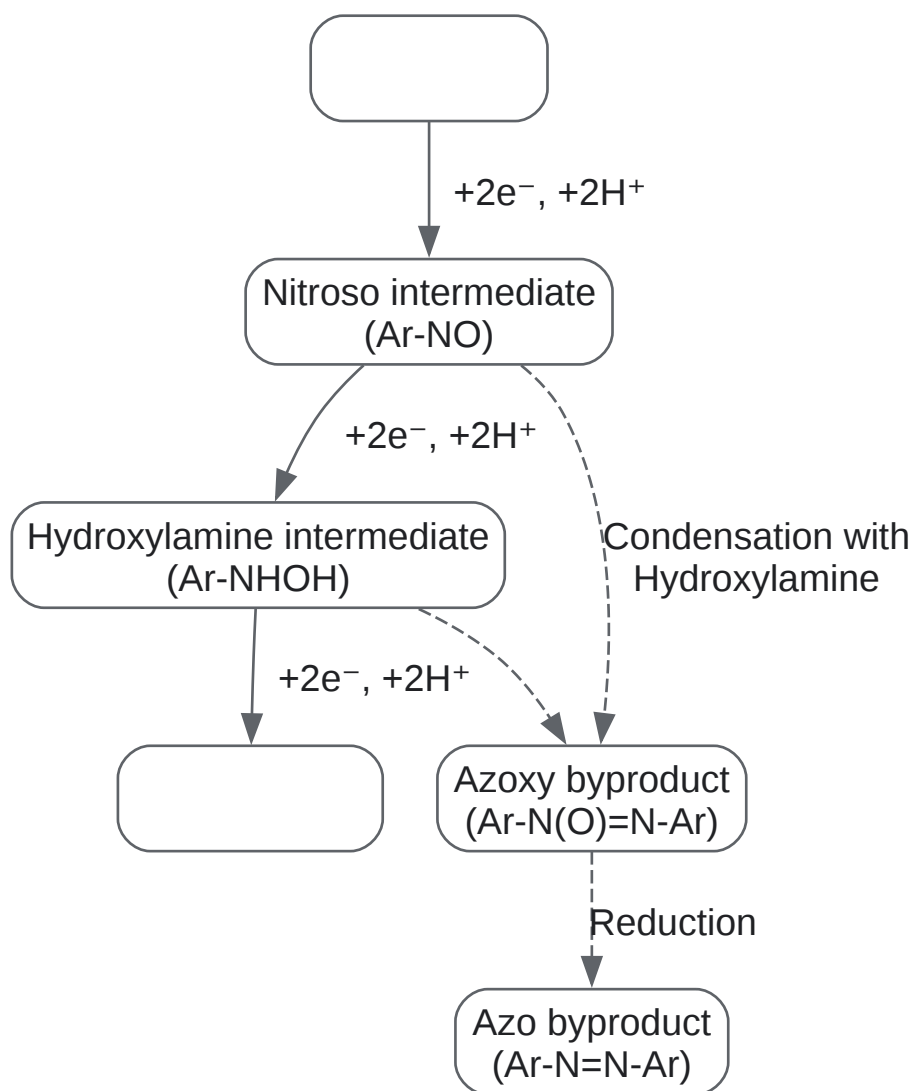 +2e⁻, +2H⁺
Nitroso intermediate
(Ar-NO)
+2e⁻, +2H⁺
Hydroxylamine intermediate
(Ar-NHOH)
Condensation with
Hydroxylamine
+2e⁻, +2H⁺
Azoxy byproduct
(Ar-N(O)=N-Ar)
Reduction
Azo byproduct
(Ar-N=N-Ar)